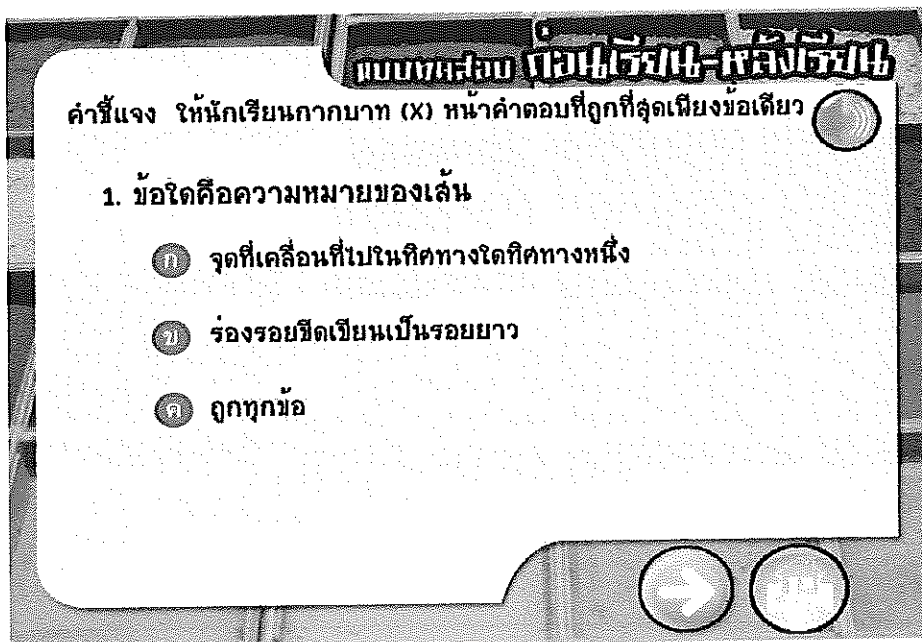 แบบทดสอบ ก่อนเรียน-หลังเรียน
คำชี้แจง ให้นักเรียนกากบาท (X) หน้าคำตอบที่ถูกที่สุดเพียงข้อเดียว
1. ข้อใดคือความหมายของเส้น
ก จุดที่เคลื่อนที่ไปในทิศทางใดทิศทางหนึ่ง
ข ร่องรอยขีดเขียนเป็นรอยยาว
ค ถูกทุกข้อ